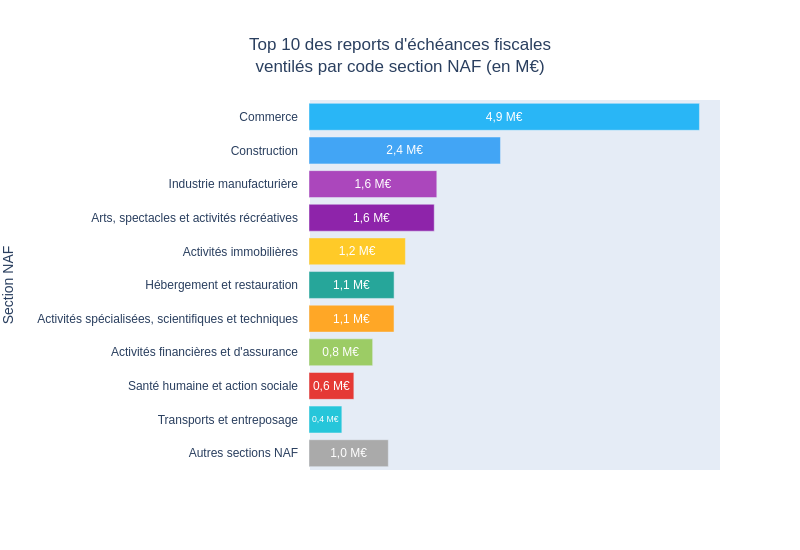 Top 10 des reports d'échéances fiscales
ventilés par code section NAF (en M€)
Section NAF
Commerce 4,9 M€
Construction 2,4 M€
Industrie manufacturière 1,6 M€
Arts, spectacles et activités récréatives 1,6 M€
Activités immobilières 1,2 M€
Hébergement et restauration 1,1 M€
Activités spécialisées, scientifiques et techniques 1,1 M€
Activités financières et d'assurance 0,8 M€
Santé humaine et action sociale 0,6 M€
Transports et entreposage 0,4 M€
Autres sections NAF 1,0 M€